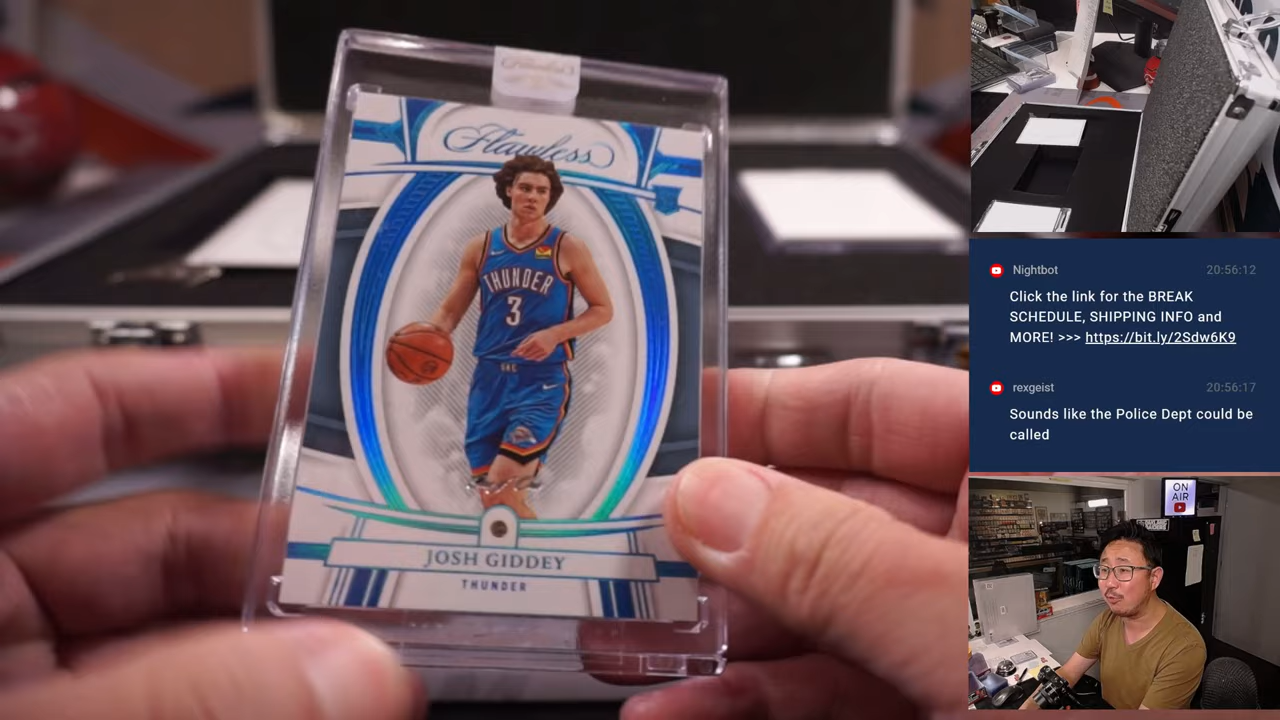 Flawless
THUNDER
3
OKC
JOSH GIDDEY
THUNDER
Nightbot
20:56:12
Click the link for the BREAK
SCHEDULE, SHIPPING INFO and
MORE! >>> https://bit.ly/2Sdw6K9
rexgeist
20:56:17
Sounds like the Police Dept could be
called
ON
AIR